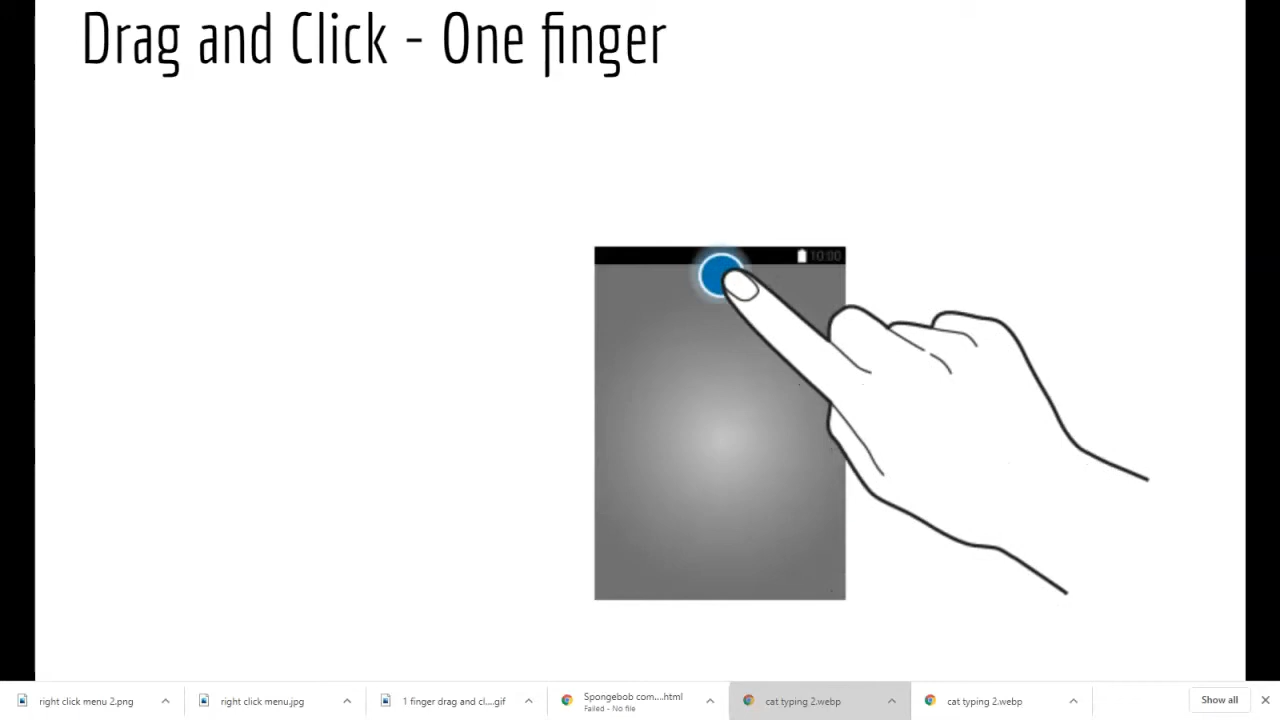 Drag and Click - One finger
10:00
right click menu 2.png
right click menu.jpg
1 finger drag and cl....gif
Spongebob com....html
Failed - No file
cat typing 2.webp
cat typing 2.webp
Show all